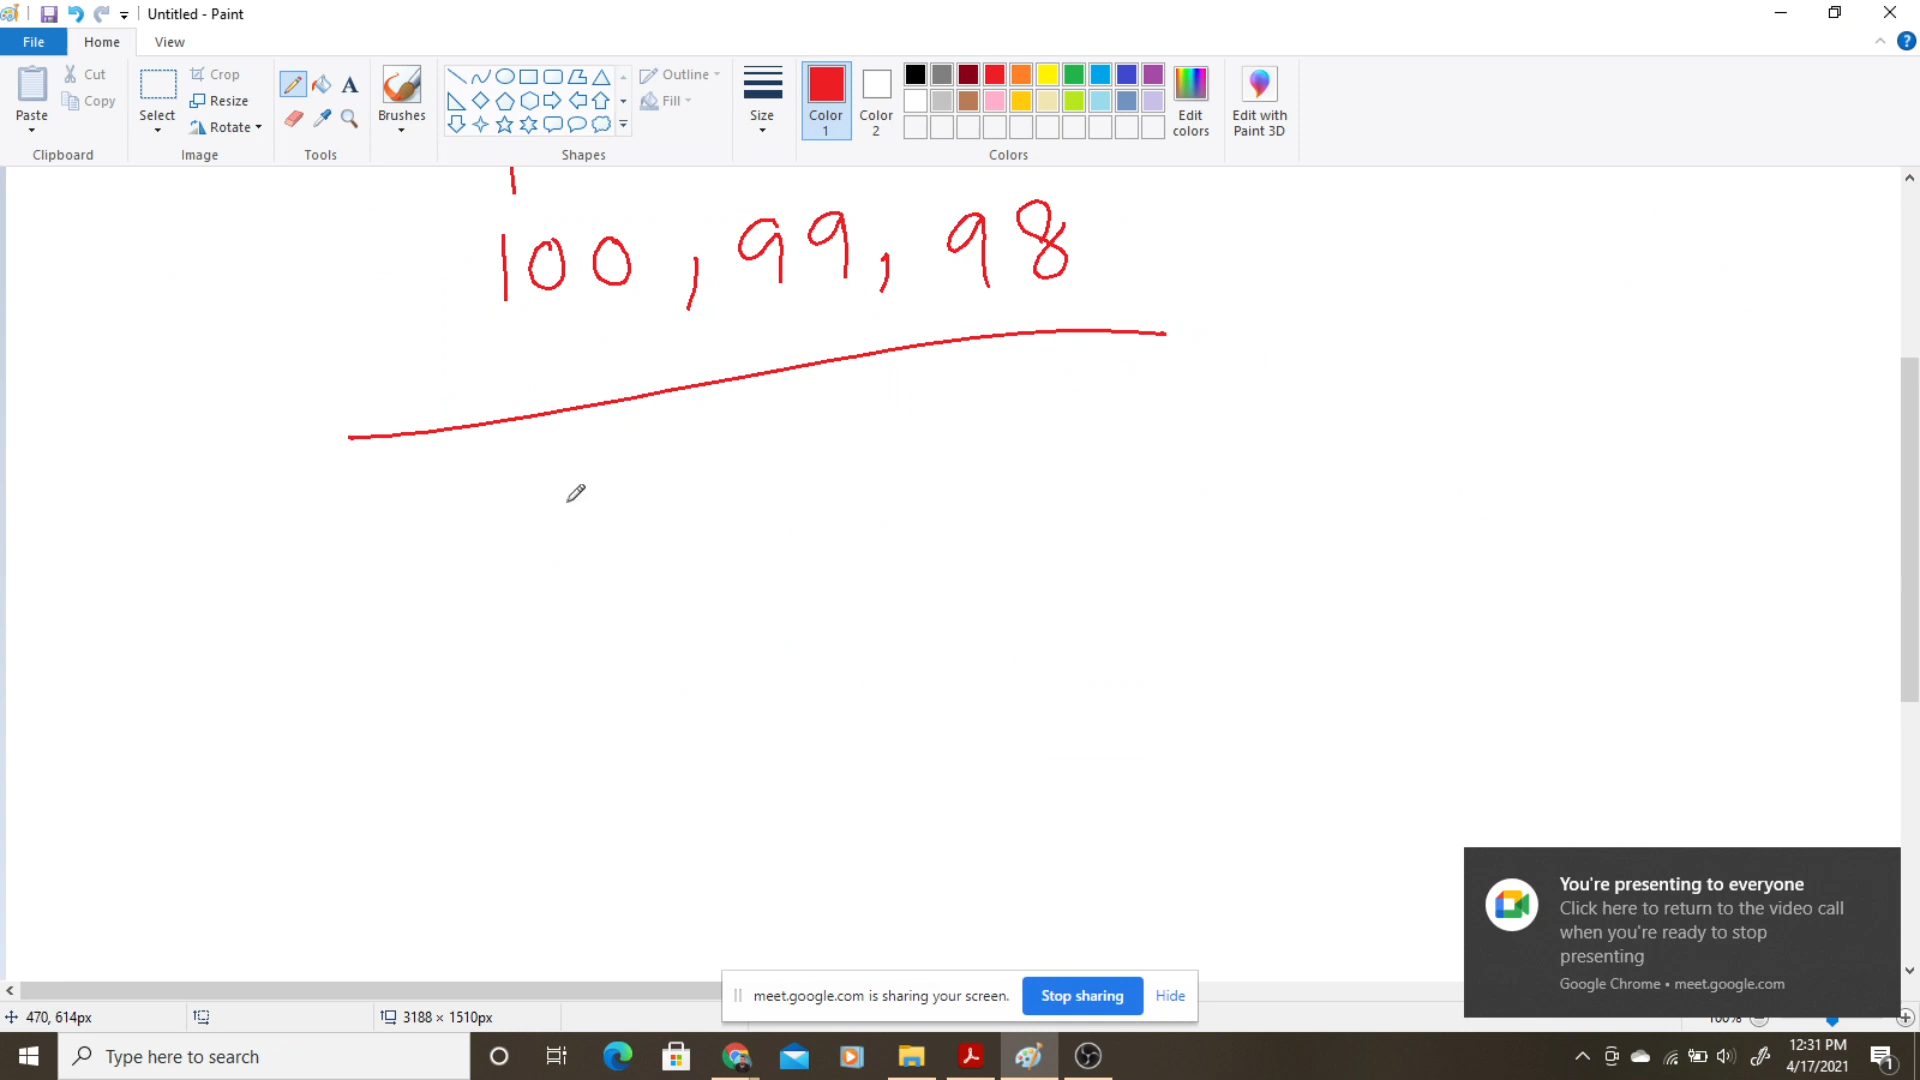 Untitled - Paint
File Home View
Paste
Cut
Copy
Clipboard
Select
Crop
Resize
Rotate
Image
A
Tools
Brushes
Shapes
Outline
Fill
Size
Color 1
Color 2
Colors
Edit colors
Edit with Paint 3D
?
100, 99, 98
You're presenting to everyone
Click here to return to the video call
when you're ready to stop
presenting
Google Chrome • meet.google.com
meet.google.com is sharing your screen. Stop sharing Hide
470, 614px 3188 × 1510px 100%
Type here to search
12:31 PM
4/17/2021
1